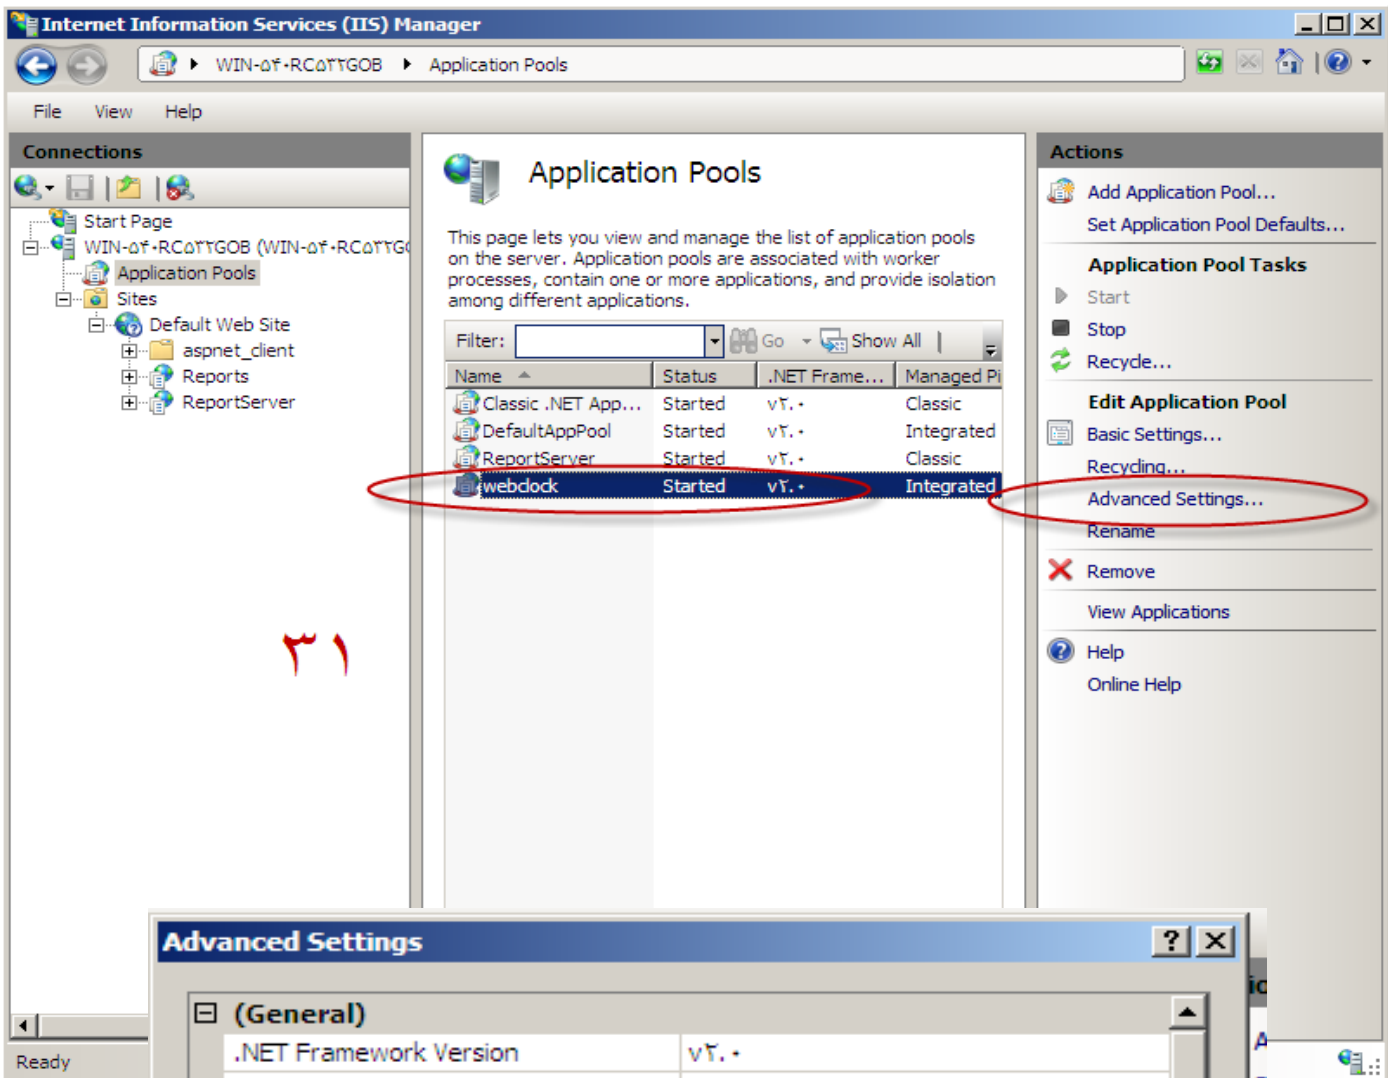 Internet Information Services (IIS) Manager
WIN-۵۴۰RC۵۲۲GOB
Application Pools
File View Help
Connections
Start Page
WIN-۵۴۰RC۵۲۲GOB (WIN-۵۴۰RC۵۲۲GO
Application Pools
Sites
Default Web Site
aspnet_client
Reports
ReportServer
۳۱
Application Pools
This page lets you view and manage the list of application pools
on the server. Application pools are associated with worker
processes, contain one or more applications, and provide isolation
among different applications.
Filter: Go Show All
Name Status .NET Frame... Managed Pi
Classic .NET App... Started v۲.۰ Classic
DefaultAppPool Started v۲.۰ Integrated
ReportServer Started v۲.۰ Classic
webclock Started v۲.۰ Integrated
Actions
Add Application Pool...
Set Application Pool Defaults...
Application Pool Tasks
Start
Stop
Recycle...
Edit Application Pool
Basic Settings...
Recycling...
Advanced Settings...
Rename
Remove
View Applications
Help
Online Help
Advanced Settings
(General)
.NET Framework Version v۲.۰
Ready